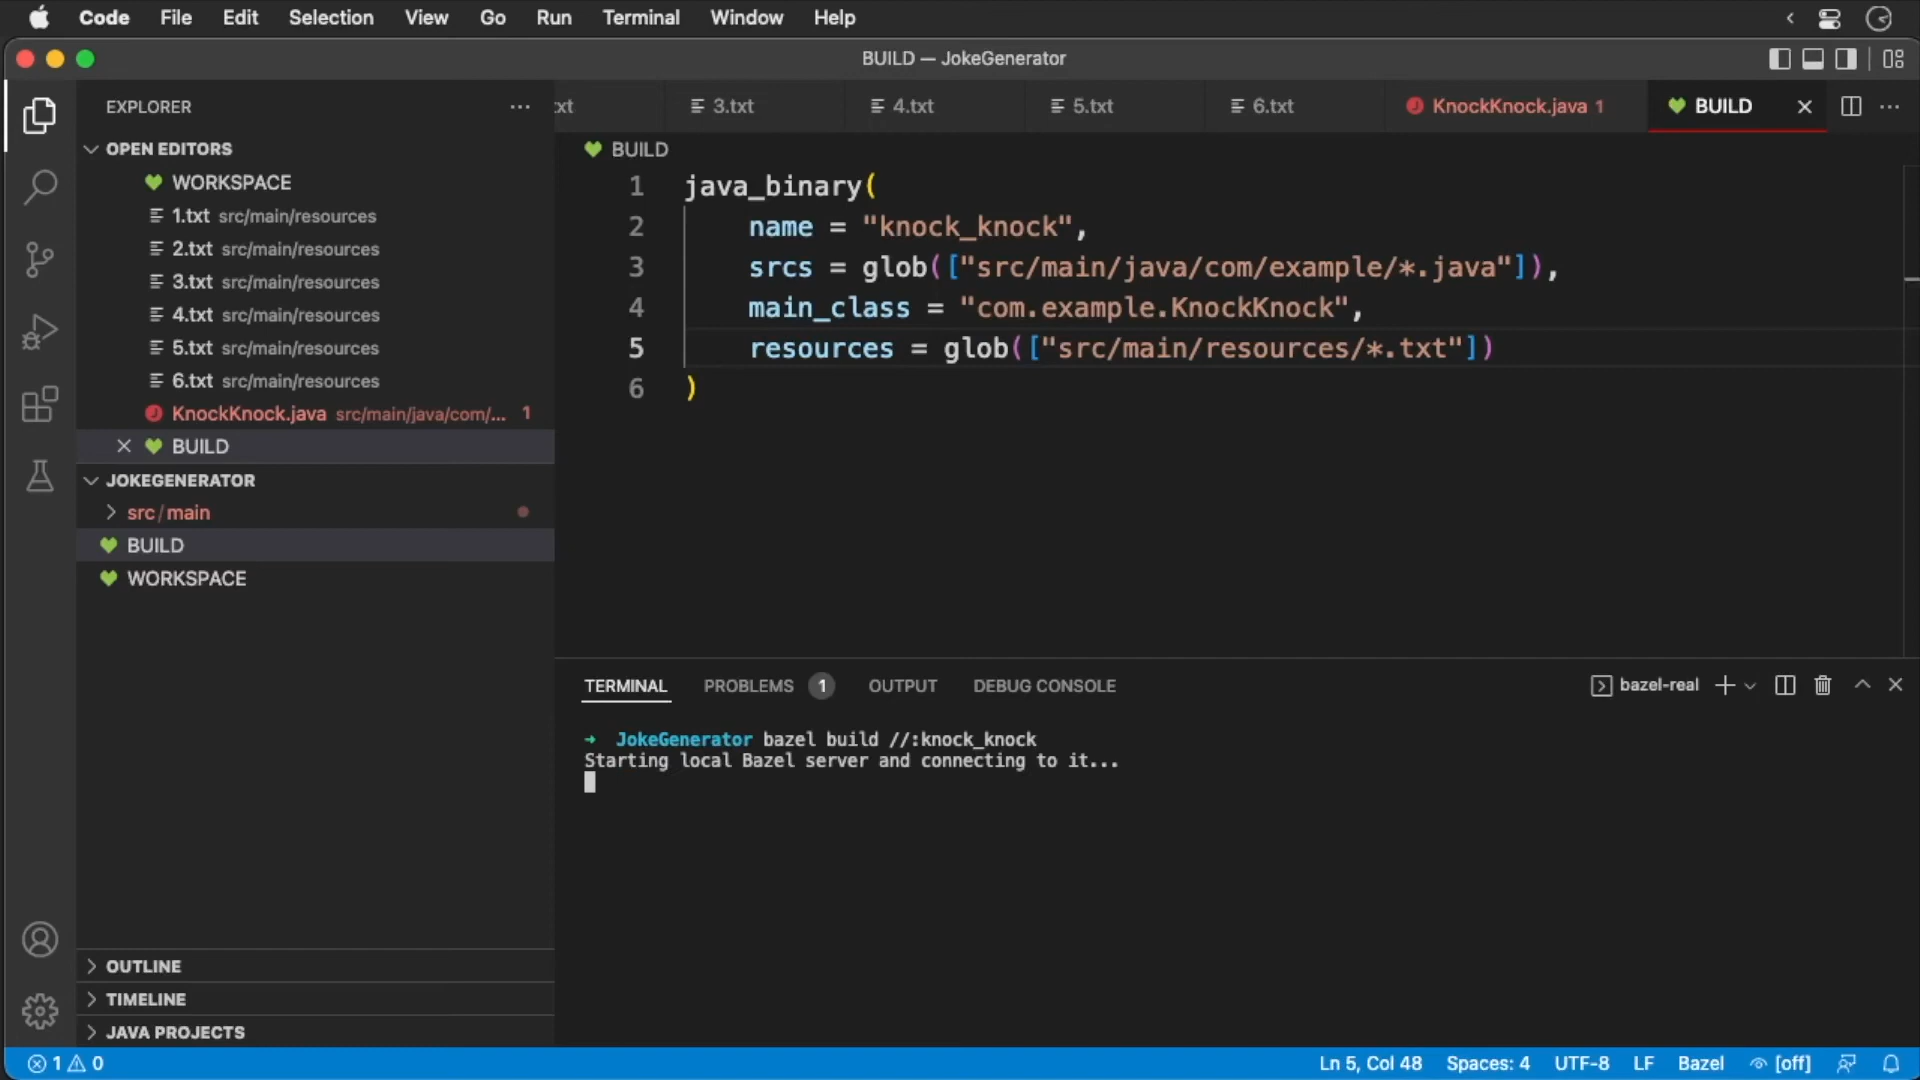 Code File Edit Selection View Go Run Terminal Window Help
BUILD — JokeGenerator
EXPLORER
xt 3.txt 4.txt 5.txt 6.txt KnockKnock.java 1 BUILD
OPEN EDITORS
WORKSPACE
1.txt src/main/resources
2.txt src/main/resources
3.txt src/main/resources
4.txt src/main/resources
5.txt src/main/resources
6.txt src/main/resources
KnockKnock.java src/main/java/com/... 1
BUILD
JOKEGENERATOR
src/main
BUILD
WORKSPACE
OUTLINE
TIMELINE
JAVA PROJECTS
BUILD
1 java_binary(
2 name = "knock_knock",
3 srcs = glob(["src/main/java/com/example/*.java"]),
4 main_class = "com.example.KnockKnock",
5 resources = glob(["src/main/resources/*.txt"])
6 )
TERMINAL PROBLEMS 1 OUTPUT DEBUG CONSOLE bazel-real
➜ JokeGenerator bazel build //:knock_knock
Starting local Bazel server and connecting to it...
1 0 Ln 5, Col 48 Spaces: 4 UTF-8 LF Bazel [off]